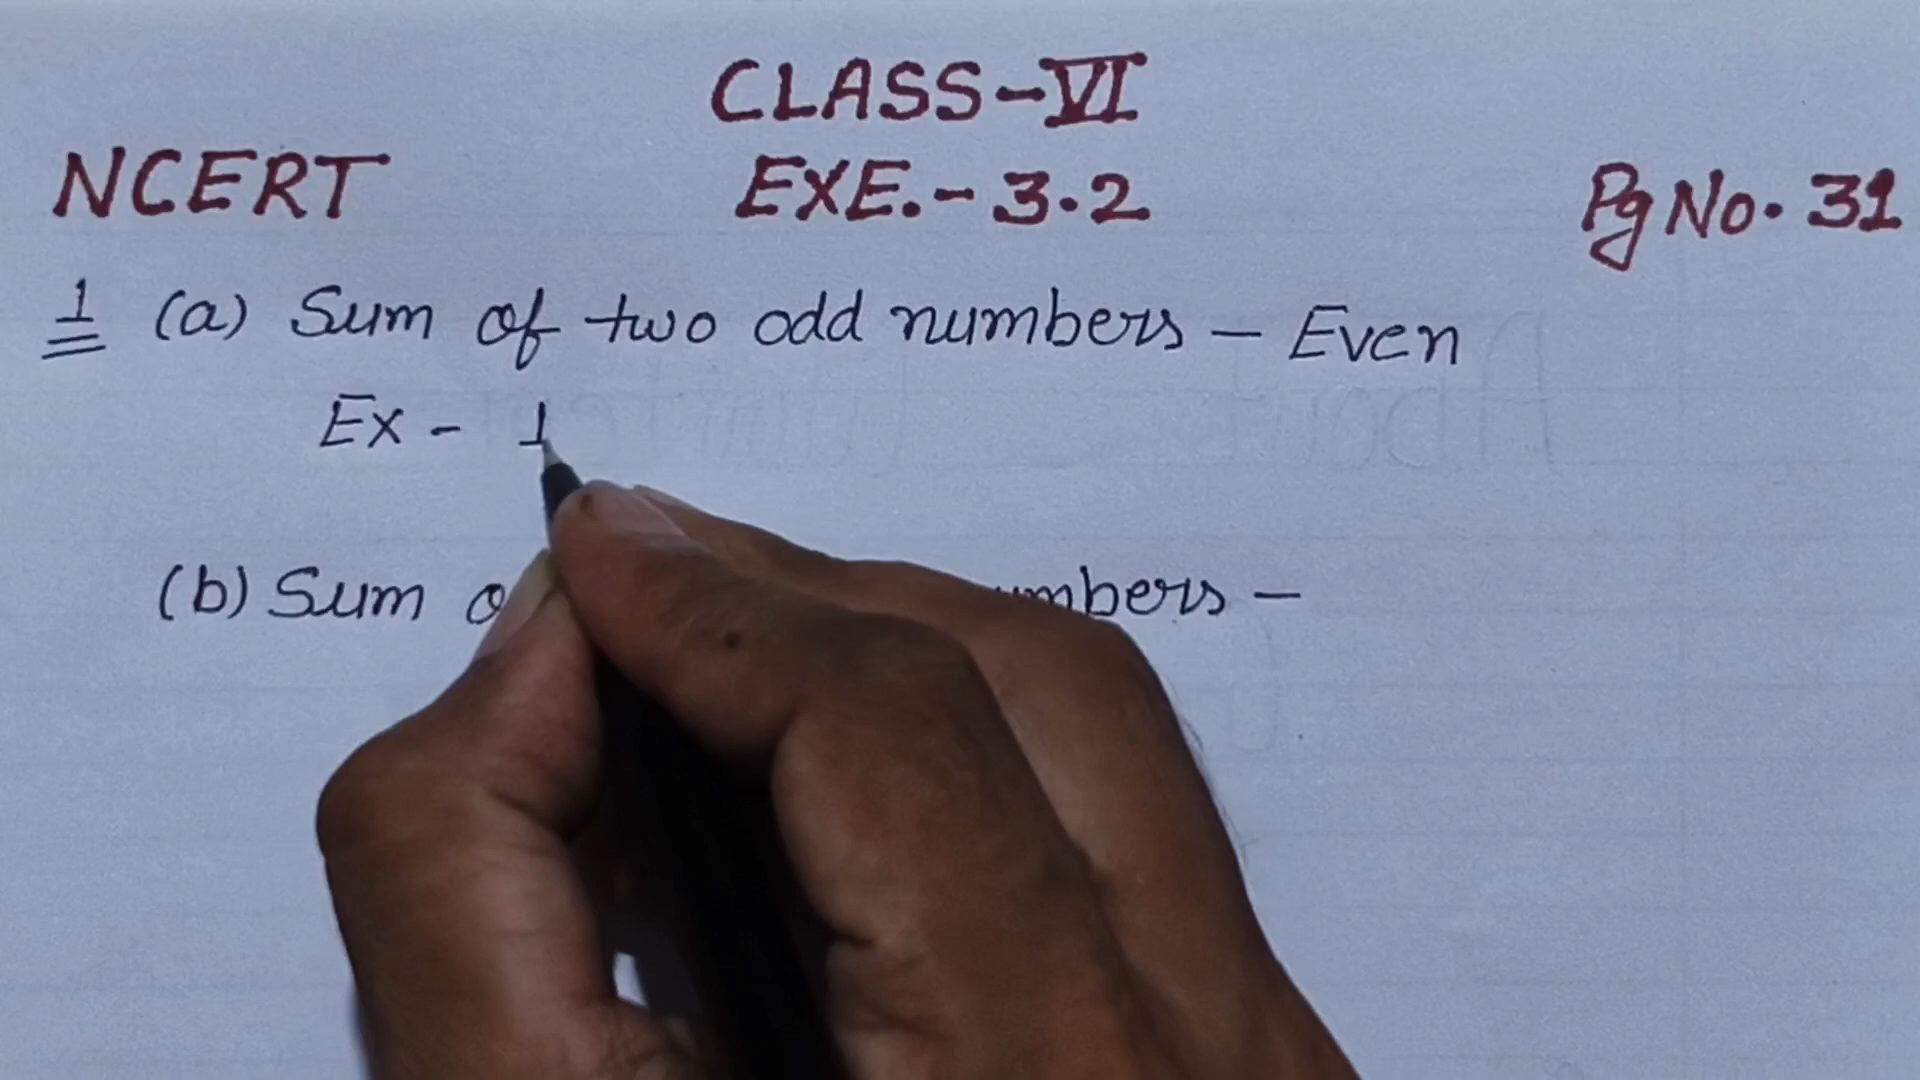 CLASS-VI
NCERT EXE.-3.2 Pg No. 31
1 (a) Sum of two odd numbers - Even
Ex - 1
(b) Sum -